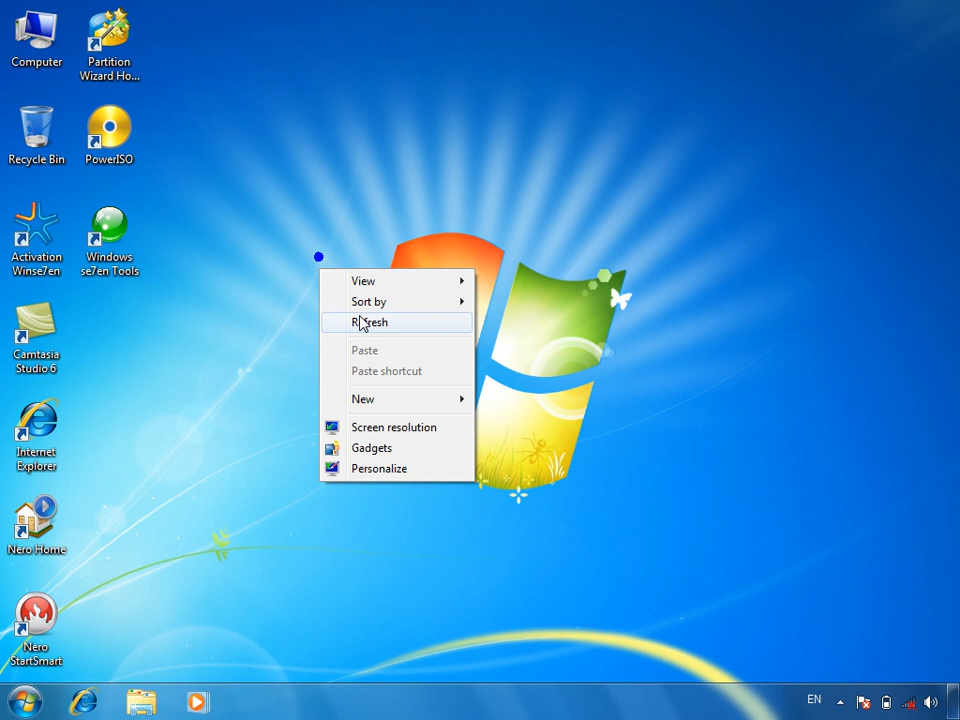 Computer
Partition
Wizard Ho...
Recycle Bin
PowerISO
Activation
Winse7en
Windows
se7en Tools
Camtasia
Studio 6
Internet
Explorer
Nero Home
Nero
StartSmart
View
Sort by
Refresh
Paste
Paste shortcut
New
Screen resolution
Gadgets
Personalize
EN